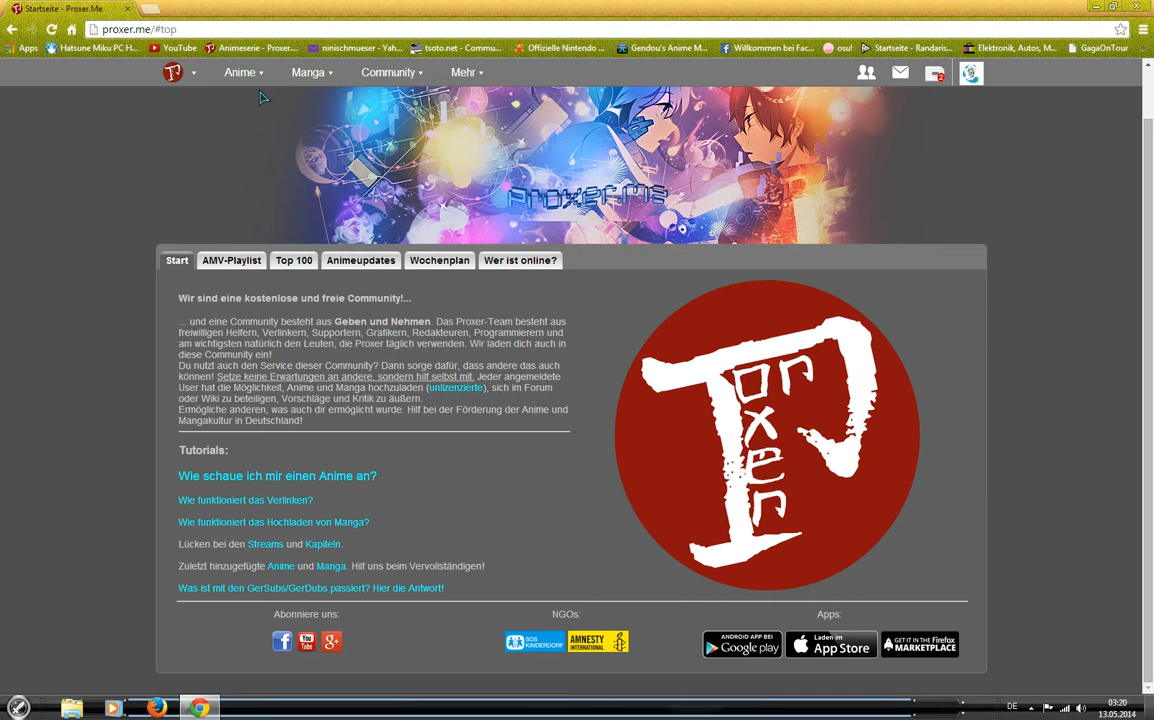 Startseite - Proxer.Me
proxer.me/#top
Apps
Hatsune Miku PC H...
YouTube
Animeserie - Proxer....
ninischmueser - Yah...
tsoto.net - Commu...
Offizielle Nintendo ...
Gendou's Anime M...
Willkommen bei Fac...
osu!
Startseite - Randaris...
Elektronik, Autos, M...
GagaOnTour
Anime
Manga
Community
Mehr
2
Proxer.Me
Start
AMV-Playlist
Top 100
Animeupdates
Wochenplan
Wer ist online?
Wir sind eine kostenlose und freie Community!...
... und eine Community besteht aus Geben und Nehmen. Das Proxer-Team besteht aus
freiwilligen Helfern, Verlinkern, Supportern, Grafikern, Redakteuren, Programmierern und
am wichtigsten natürlich den Leuten, die Proxer täglich verwenden. Wir laden dich auch in
diese Community ein!
Du nutzt auch den Service dieser Community? Dann sorge dafür, dass andere das auch
können! Setze keine Erwartungen an andere, sondern hilf selbst mit. Jeder angemeldete
User hat die Möglichkeit, Anime und Manga hochzuladen (unlizenzierte), sich im Forum
oder Wiki zu beteiligen, Vorschläge und Kritik zu äußern.
Ermögliche anderen, was auch dir ermöglicht wurde. Hilf bei der Förderung der Anime und
Mangakultur in Deutschland!
Proxer
Tutorials:
Wie schaue ich mir einen Anime an?
Wie funktioniert das Verlinken?
Wie funktioniert das Hochladen von Manga?
Lücken bei den Streams und Kapiteln.
Zuletzt hinzugefügte Anime und Manga. Hilf uns beim Vervollständigen!
Was ist mit den GerSubs/GerDubs passiert? Hier die Antwort!
Abonniere uns:
NGOs:
Apps:
f
You
Tube
g+
SOS
KINDERDORF
AMNESTY
INTERNATIONAL
ANDROID APP BEI
Google play
Laden im
App Store
GET IT IN THE Firefox
MARKETPLACE
DE
03:20
13.05.2014